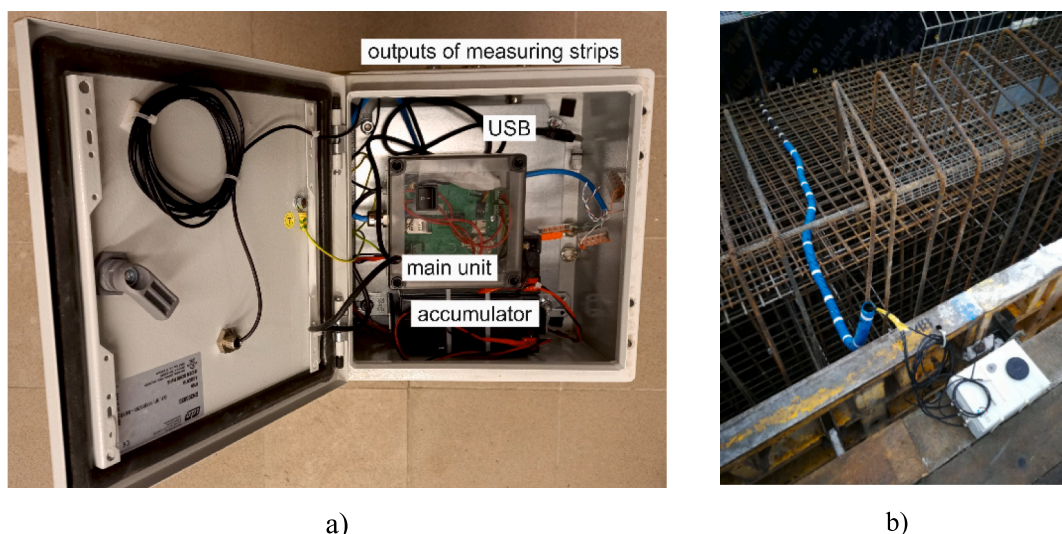 outputs of measuring strips
USB
main unit
accumulator
a)
b)